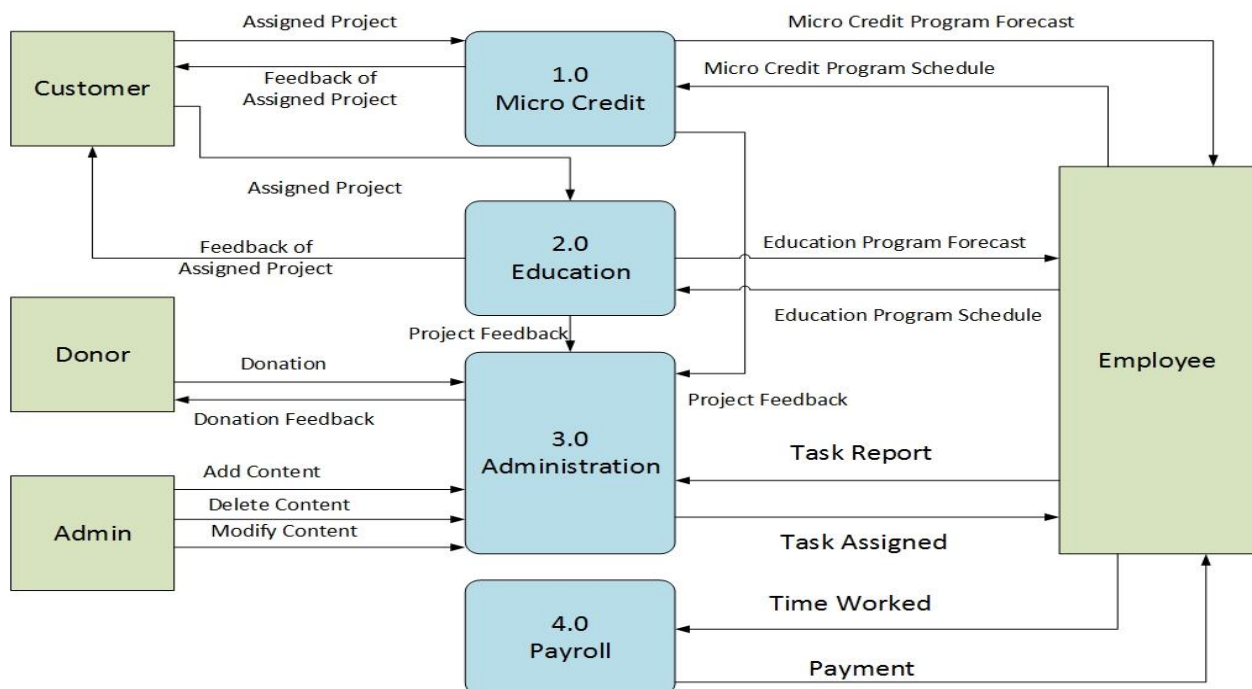 Assigned Project
Micro Credit Program Forecast
Customer
Feedback of
Assigned Project
1.0
Micro Credit
Micro Credit Program Schedule
Assigned Project
Feedback of
Assigned Project
2.0
Education
Education Program Forecast
Education Program Schedule
Project Feedback
Employee
Donor
Donation
Donation Feedback
Project Feedback
3.0
Administration
Task Report
Admin
Add Content
Delete Content
Modify Content
Task Assigned
4.0
Payroll
Time Worked
Payment